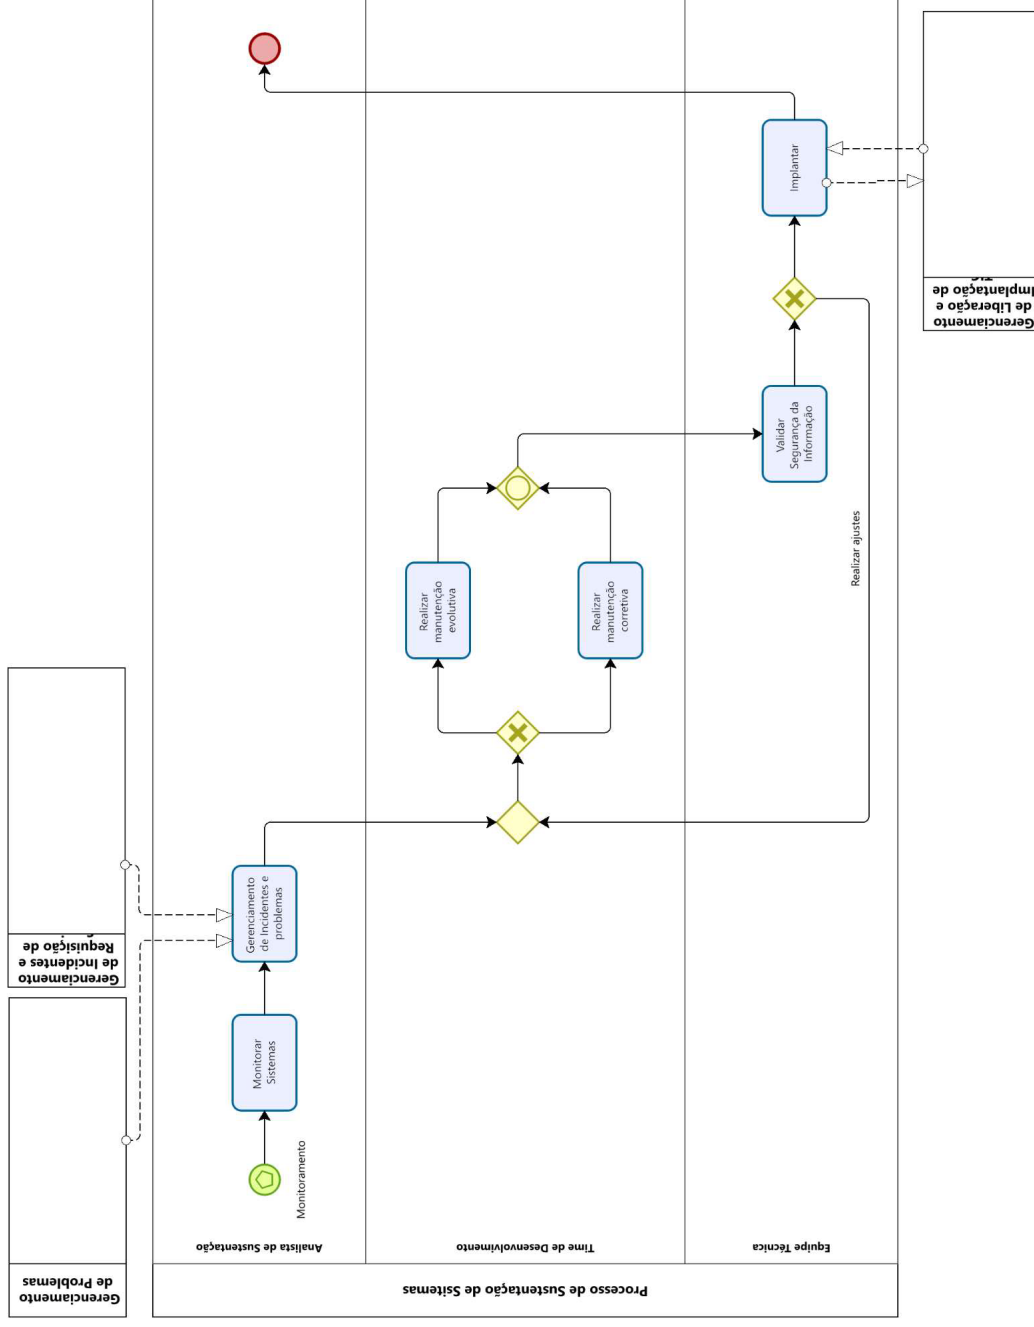 Gerenciamento
de Problemas
Gerenciamento
de Incidentes e
Requisição de
Processo de Sustentação de Ssitemas
Analista de Sustentação
Time de Desenvolvimento
Equipe Técnica
Monitoramento
Monitorar
Sistemas
Gerenciamento
de Incidentes e
problemas
Realizar
manutenção
evolutiva
Realizar
manutenção
corretiva
Validar
Segurança da
Informação
Realizar ajustes
Implantar
Gerenciamento
de Liberação e
Implantação de